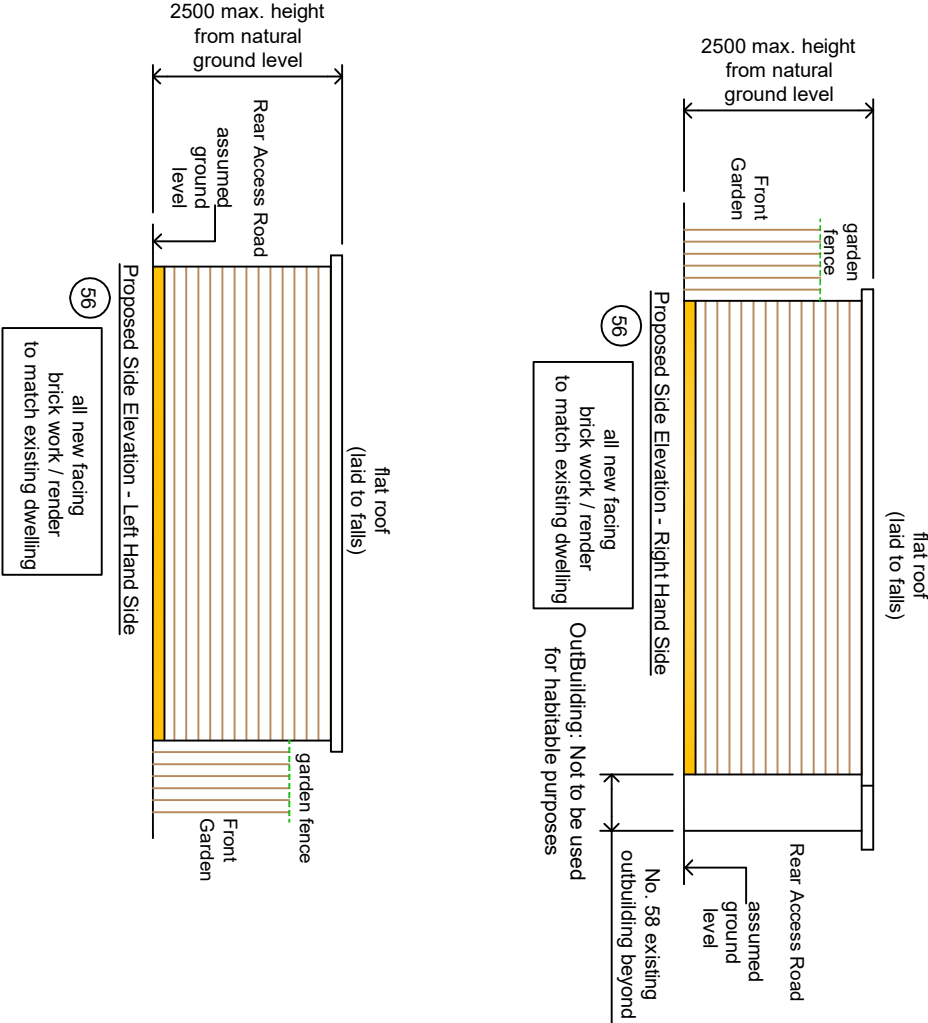 2500 max. height
from natural
ground level
Rear Access Road
assumed
ground
level
flat roof
(laid to falls)
garden fence
Front
Garden
Proposed Side Elevation - Left Hand Side
56
all new facing
brick work / render
to match existing dwelling
2500 max. height
from natural
ground level
Front
Garden
garden
fence
flat roof
(laid to falls)
Rear Access Road
assumed
ground
level
Proposed Side Elevation - Right Hand Side
56
all new facing
brick work / render
to match existing dwelling
OutBuilding: Not to be used
for habitable purposes
No. 58 existing
outbuilding beyond